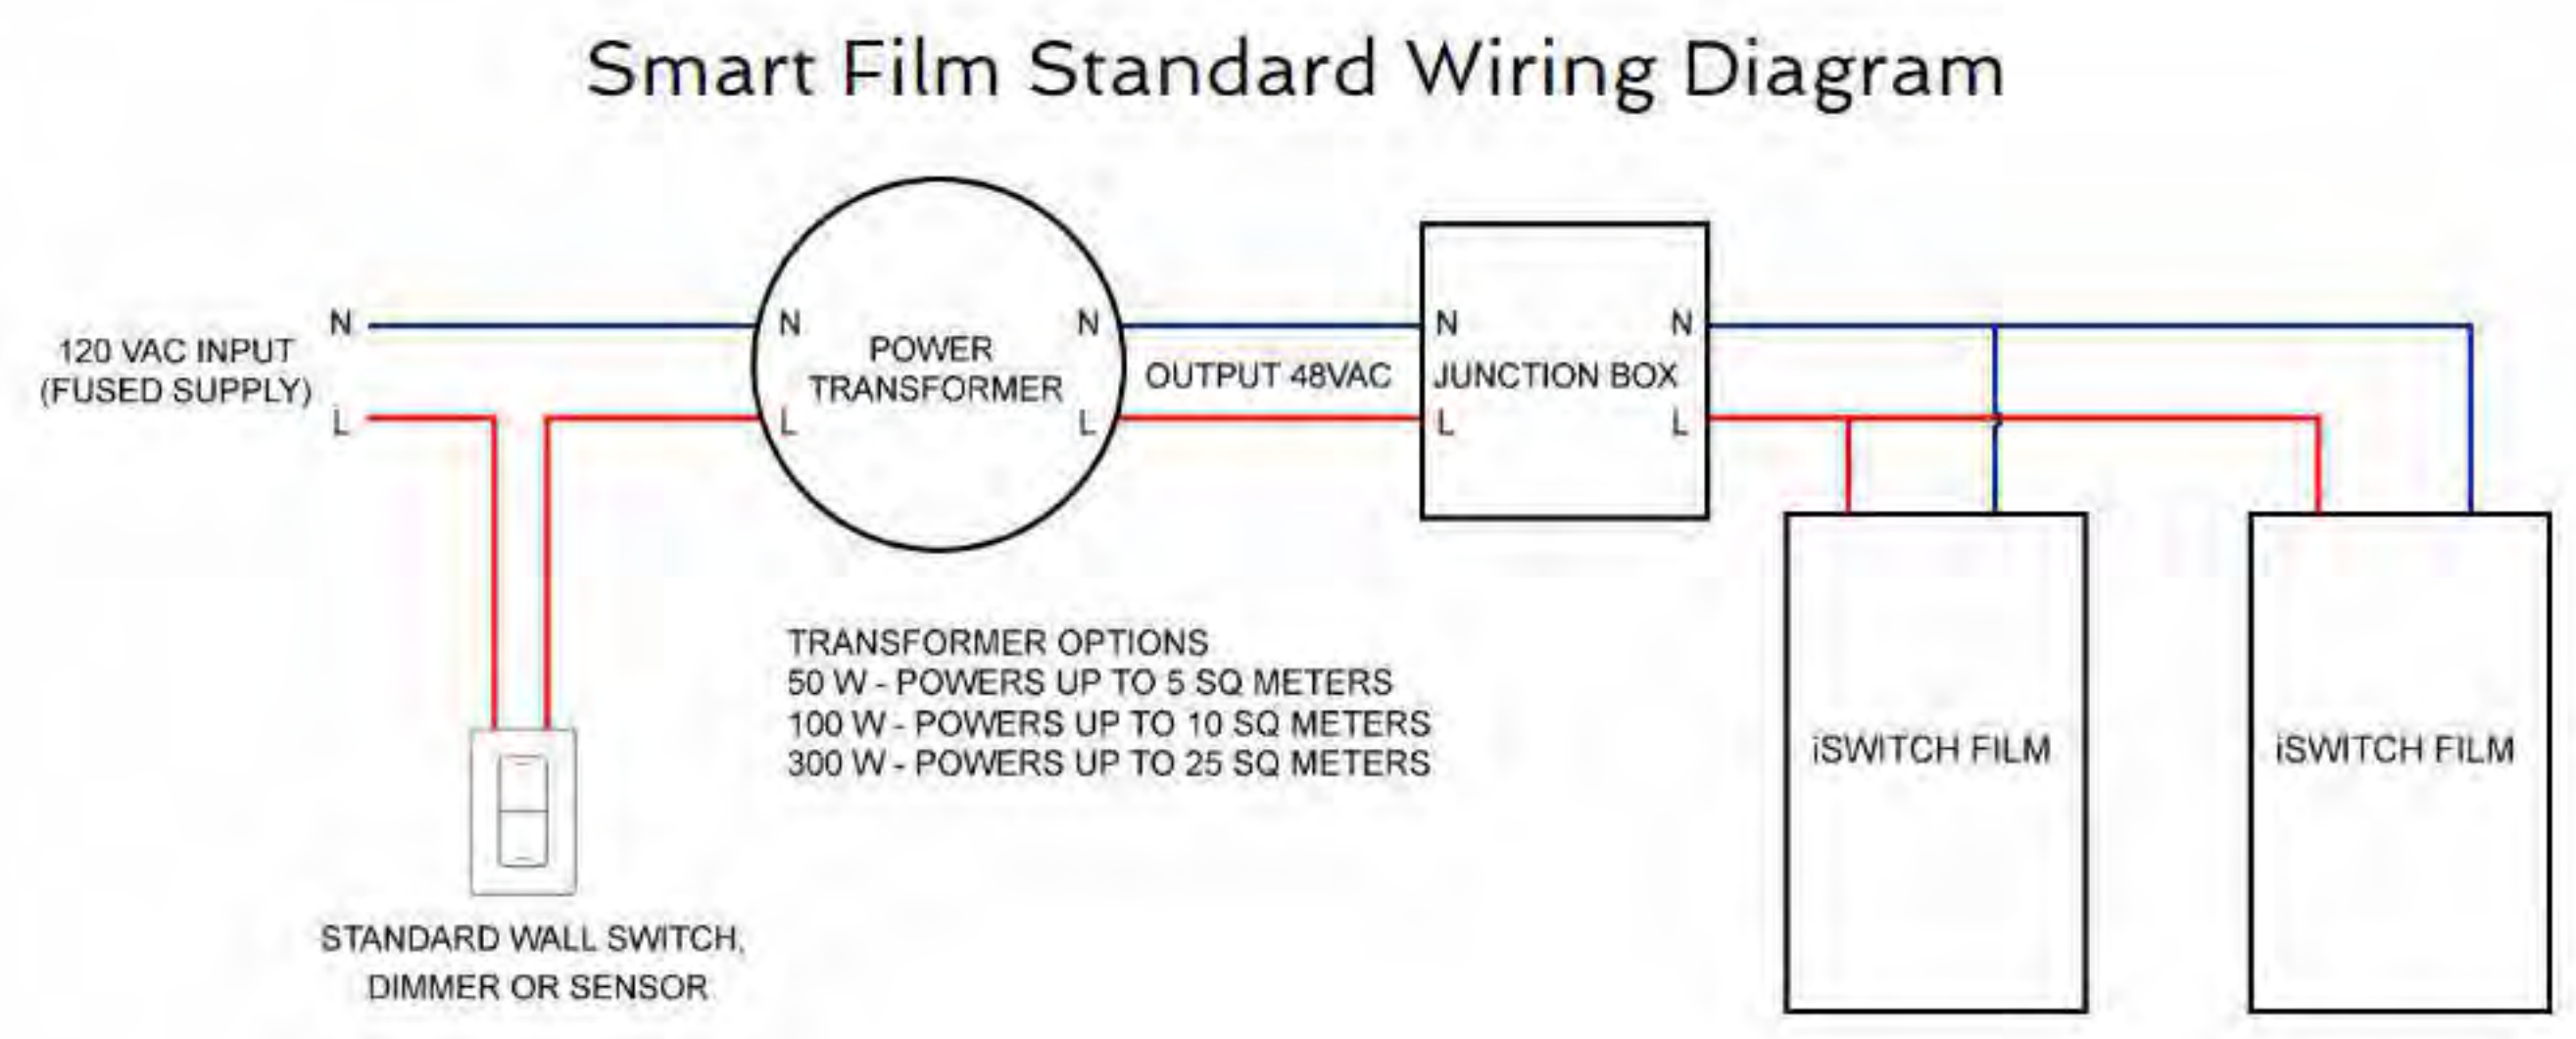 Smart Film Standard Wiring Diagram
120 VAC INPUT
(FUSED SUPPLY)
N
L
N
L
POWER
TRANSFORMER
N
L
OUTPUT 48VAC
N
L
JUNCTION BOX
N
L
TRANSFORMER OPTIONS
50 W - POWERS UP TO 5 SQ METERS
100 W - POWERS UP TO 10 SQ METERS
300 W - POWERS UP TO 25 SQ METERS
iSWITCH FILM
iSWITCH FILM
STANDARD WALL SWITCH,
DIMMER OR SENSOR